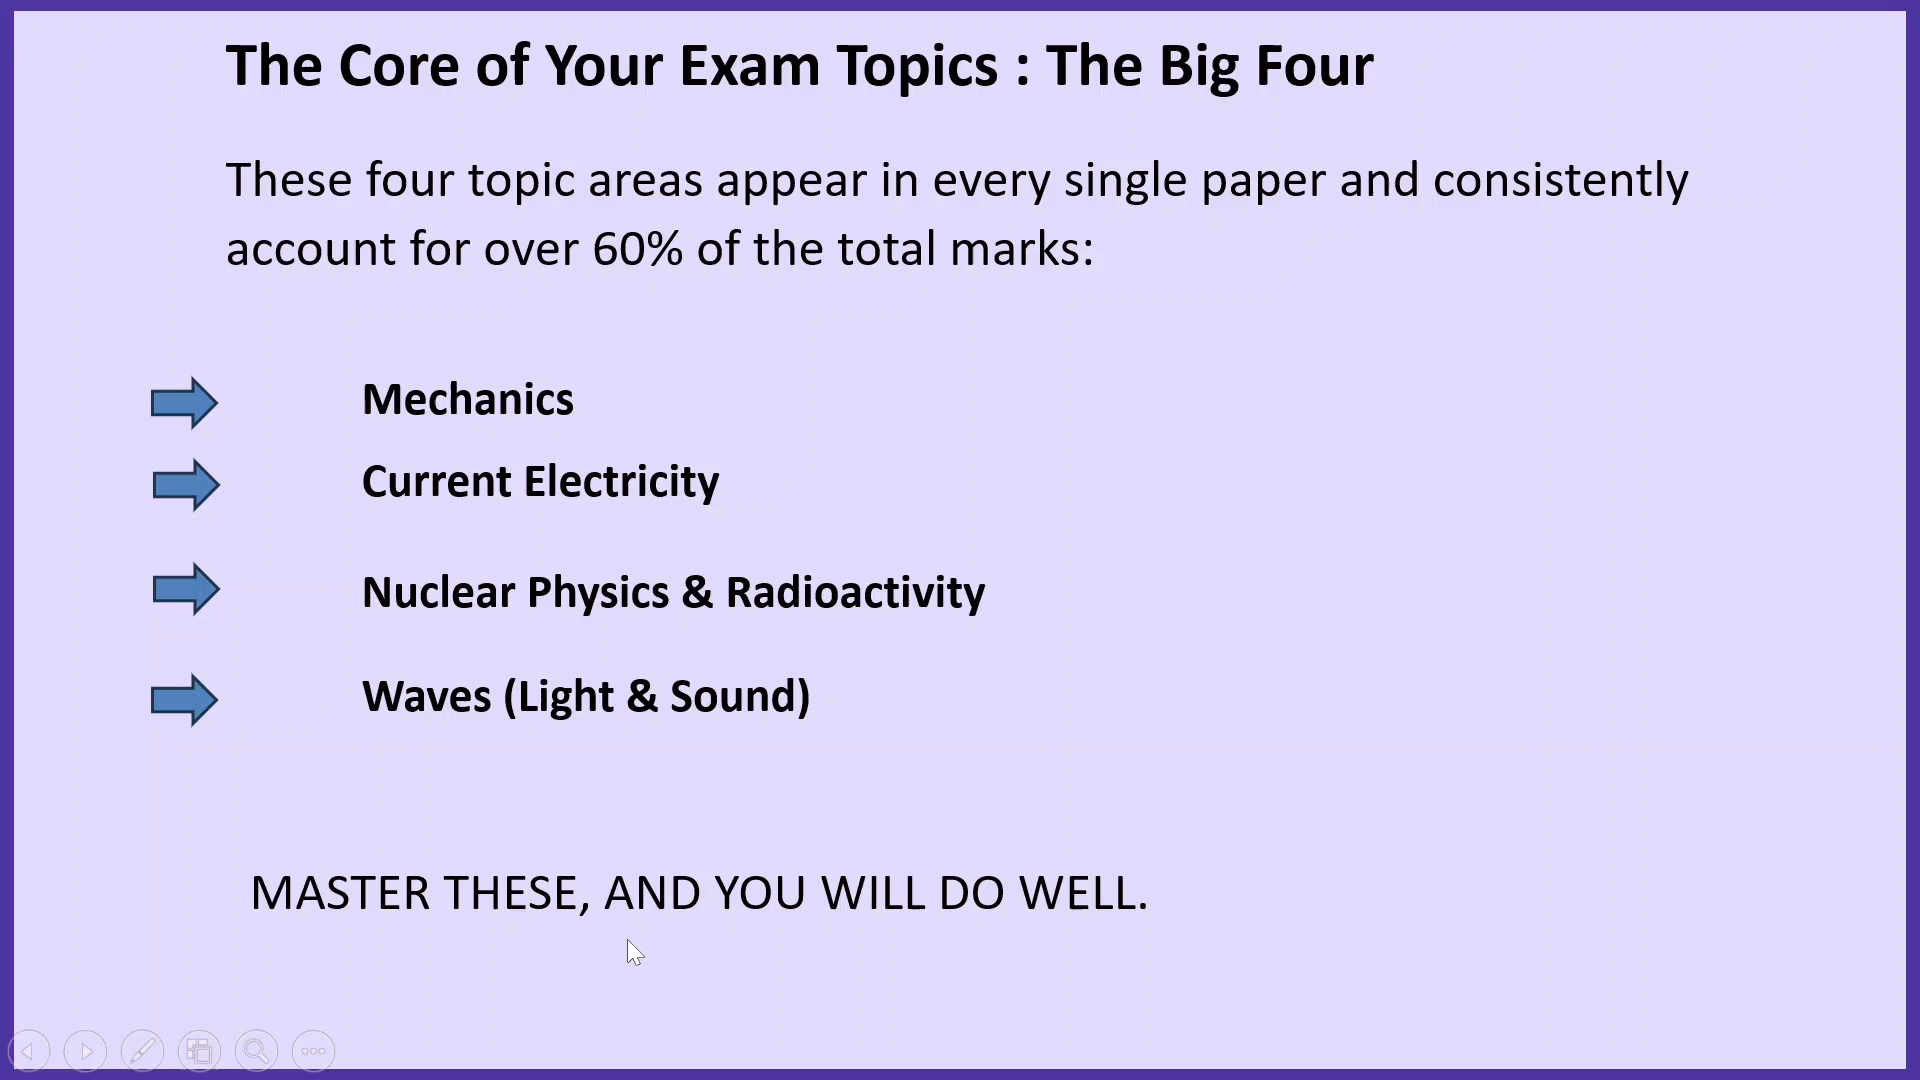 The Core of Your Exam Topics : The Big Four
These four topic areas appear in every single paper and consistently
account for over 60% of the total marks:
Mechanics
Current Electricity
Nuclear Physics & Radioactivity
Waves (Light & Sound)
MASTER THESE, AND YOU WILL DO WELL.